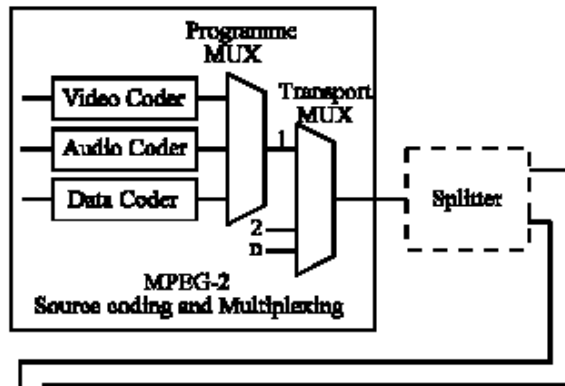 Programme
MUX
Video Coder
Transport
MUX
1
Audio Coder
Splitter
Data Coder
2
n
MPEG-2
Source coding and Multiplexing